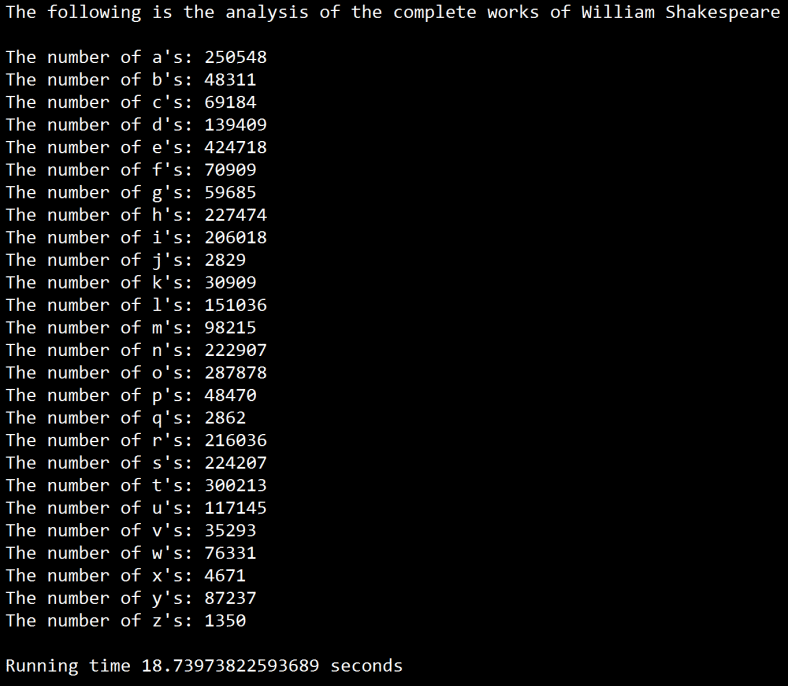 The following is the analysis of the complete works of William Shakespeare
The number of a's: 250548
The number of b's: 48311
The number of c's: 69184
The number of d's: 139409
The number of e's: 424718
The number of f's: 70909
The number of g's: 59685
The number of h's: 227474
The number of i's: 206018
The number of j's: 2829
The number of k's: 30909
The number of l's: 151036
The number of m's: 98215
The number of n's: 222907
The number of o's: 287878
The number of p's: 48470
The number of q's: 2862
The number of r's: 216036
The number of s's: 224207
The number of t's: 300213
The number of u's: 117145
The number of v's: 35293
The number of w's: 76331
The number of x's: 4671
The number of y's: 87237
The number of z's: 1350
Running time 18.73973822593689 seconds